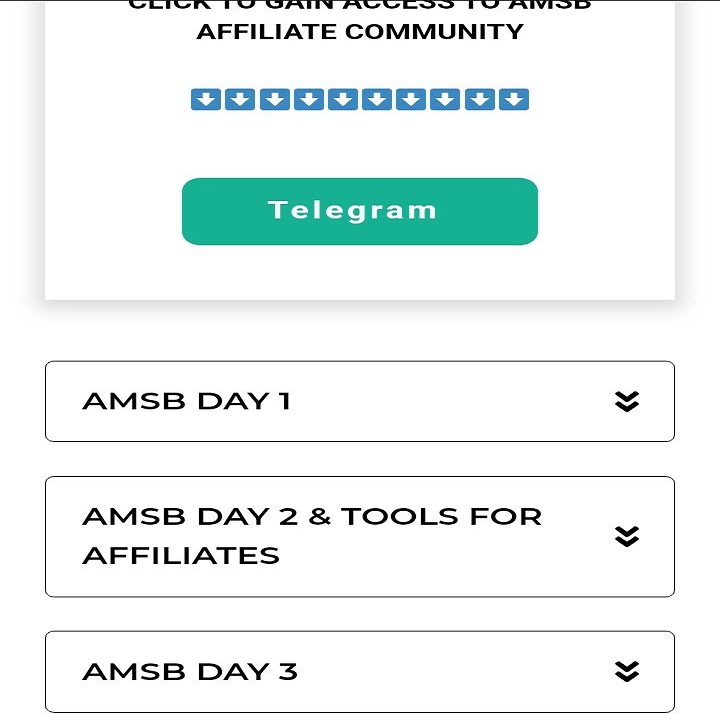 CLICK TO GAIN ACCESS TO AMSB
AFFILIATE COMMUNITY
Telegram
AMSB DAY 1
AMSB DAY 2 & TOOLS FOR
AFFILIATES
AMSB DAY 3